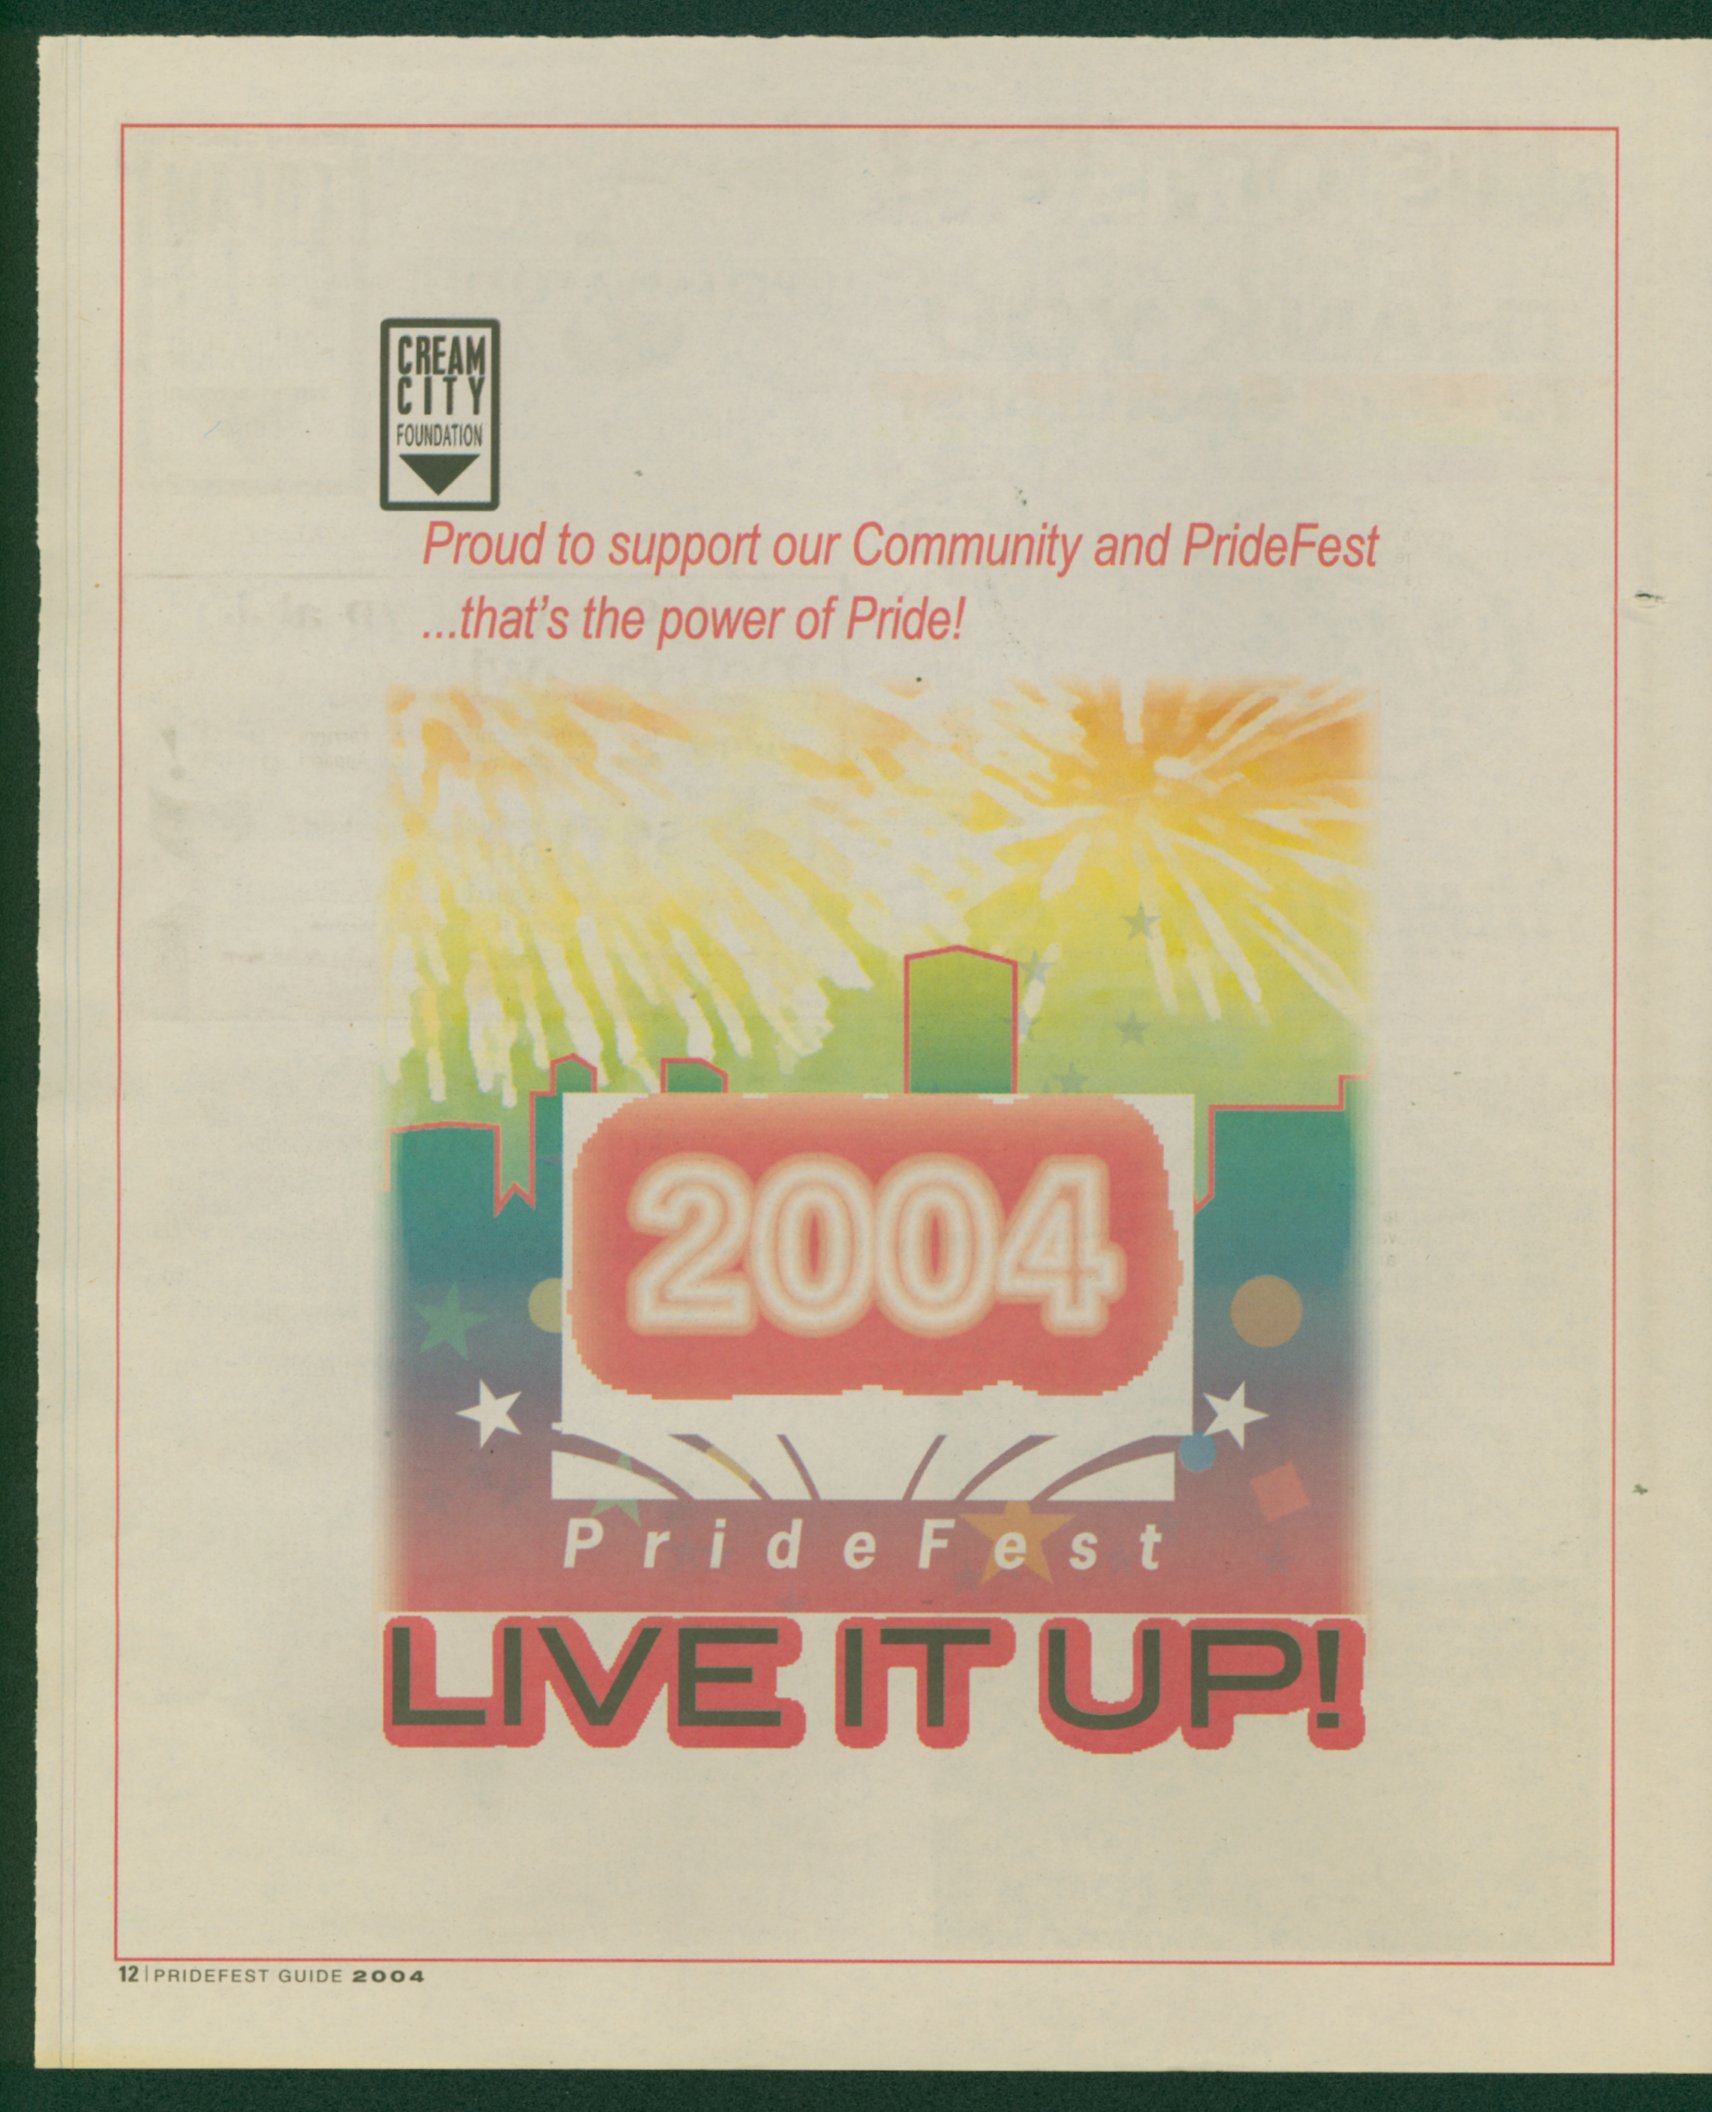 CREAM
CITY
FOUNDATION
Proud to support our Community and PrideFest
...that's the power of Pride!
2004
PrideFest
LIVE IT UP!
12 | PRIDEFEST GUIDE 2004